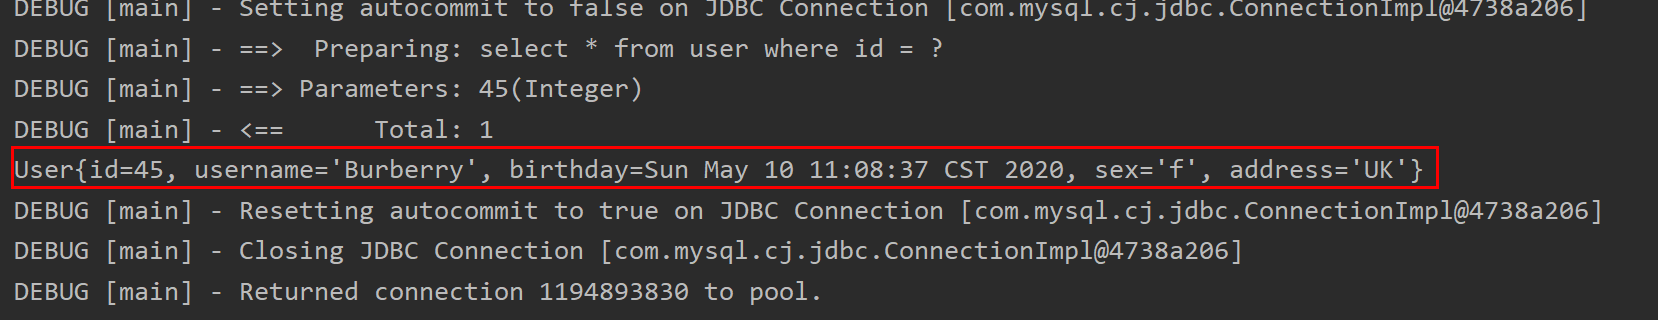 DEBUG [main] - Setting autocommit to false on JDBC Connection [com.mysql.cj.jdbc.ConnectionImpl@4738a206]
DEBUG [main] - ==>  Preparing: select * from user where id = ?
DEBUG [main] - ==> Parameters: 45(Integer)
DEBUG [main] - <==      Total: 1
User{id=45, username='Burberry', birthday=Sun May 10 11:08:37 CST 2020, sex='f', address='UK'}
DEBUG [main] - Resetting autocommit to true on JDBC Connection [com.mysql.cj.jdbc.ConnectionImpl@4738a206]
DEBUG [main] - Closing JDBC Connection [com.mysql.cj.jdbc.ConnectionImpl@4738a206]
DEBUG [main] - Returned connection 1194893830 to pool.